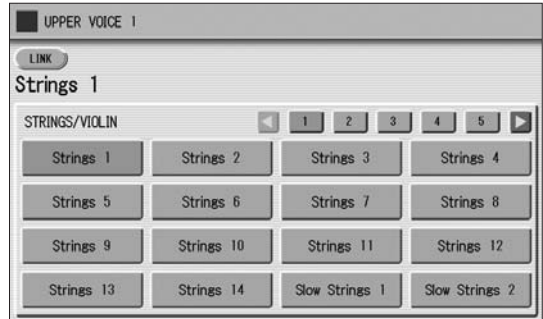 UPPER VOICE 1
LINK
Strings 1
STRINGS/VIOLIN 1 2 3 4 5
Strings 1 Strings 2 Strings 3 Strings 4
Strings 5 Strings 6 Strings 7 Strings 8
Strings 9 Strings 10 Strings 11 Strings 12
Strings 13 Strings 14 Slow Strings 1 Slow Strings 2